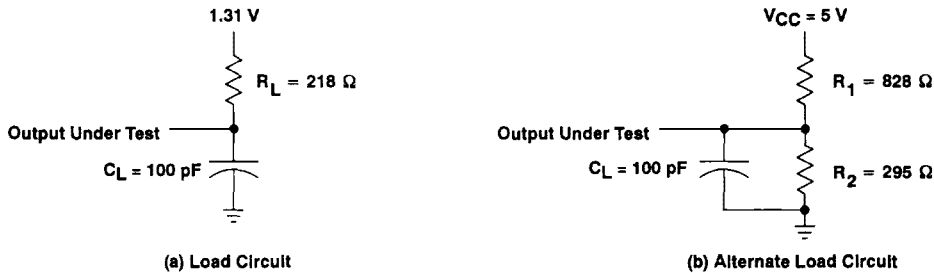 1.31 V
R_L = 218 Ω
Output Under Test
C_L = 100 pF
(a) Load Circuit
V_CC = 5 V
R_1 = 828 Ω
Output Under Test
C_L = 100 pF
R_2 = 295 Ω
(b) Alternate Load Circuit